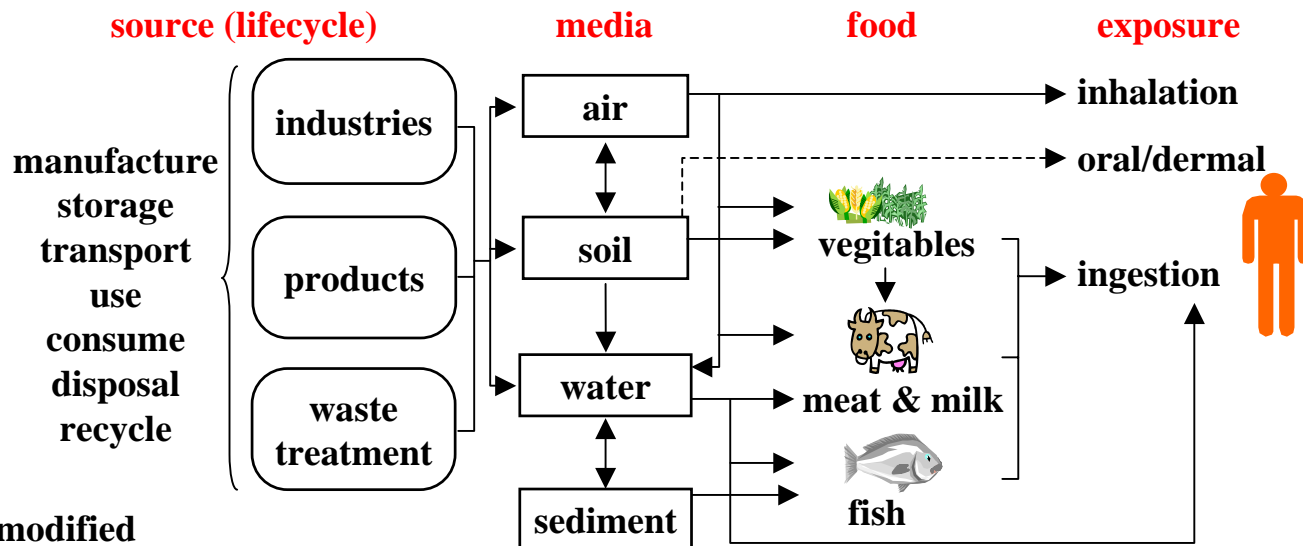 source (lifecycle)
media
food
exposure
manufacture
storage
transport
use
consume
disposal
recycle
industries
products
waste
treatment
air
soil
water
sediment
vegitables
meat & milk
fish
inhalation
oral/dermal
ingestion
modified